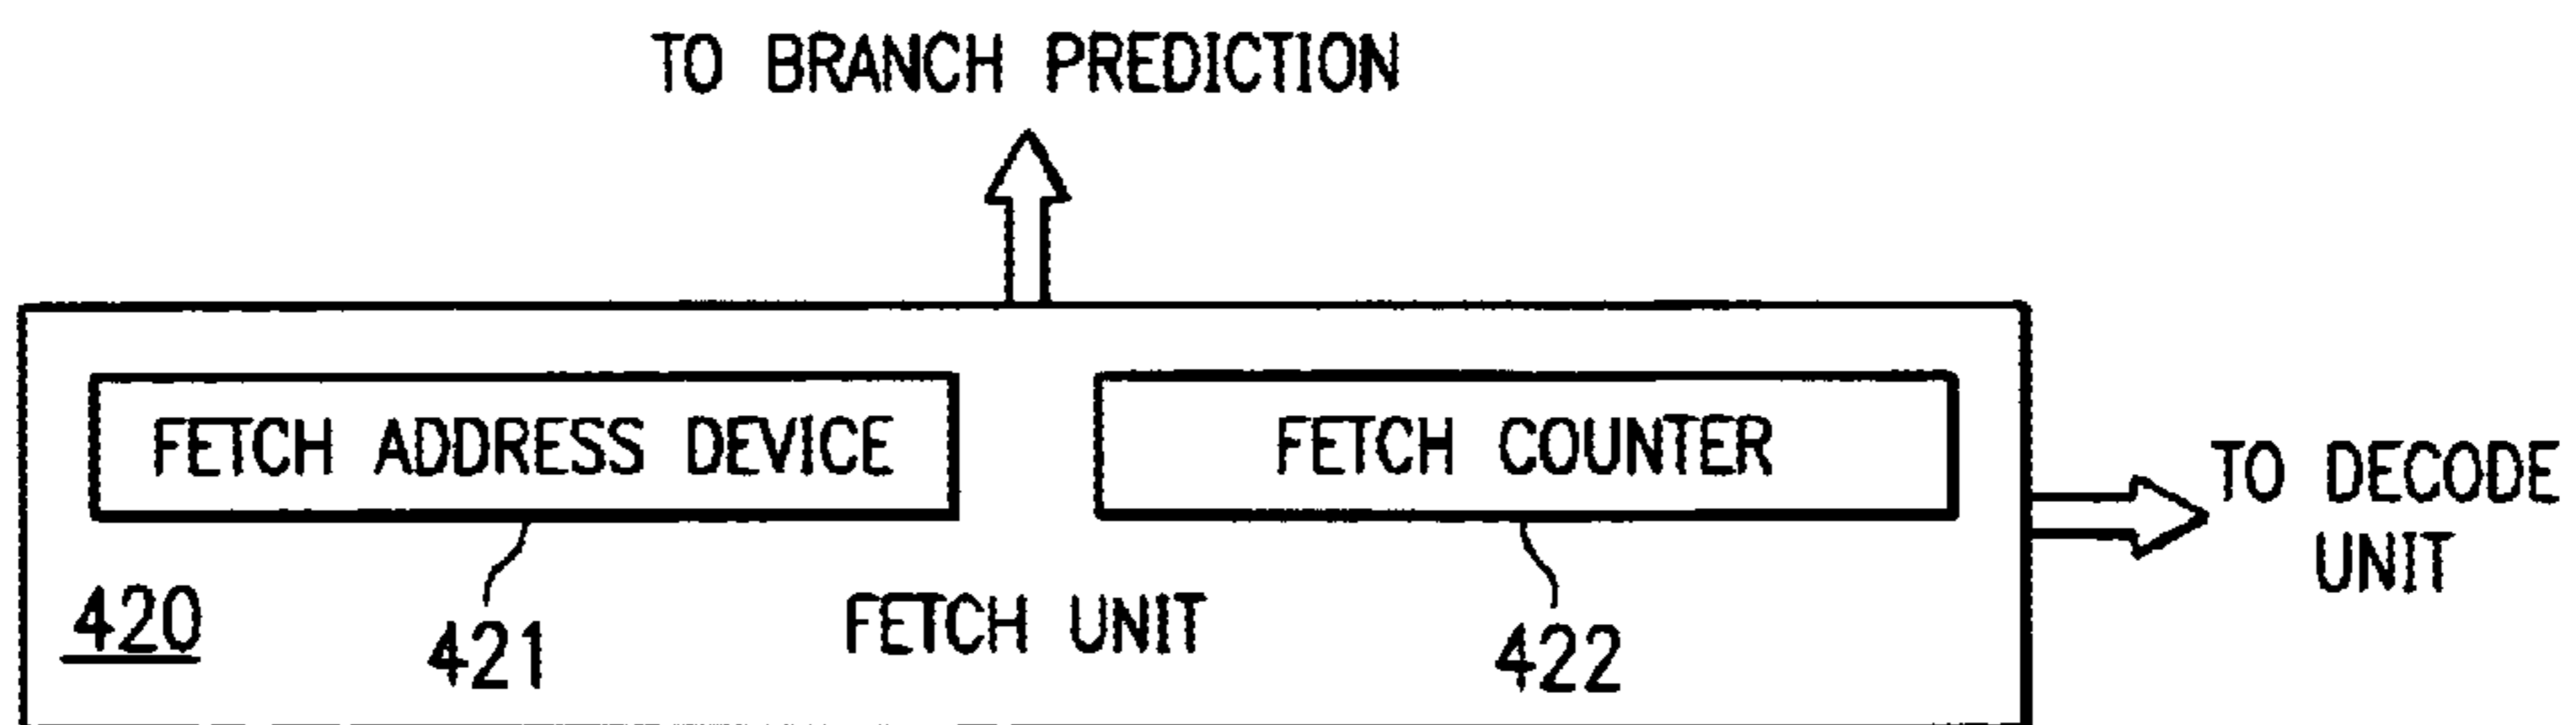 TO BRANCH PREDICTION
FETCH ADDRESS DEVICE
FETCH COUNTER
TO DECODE
UNIT
420
421
FETCH UNIT
422